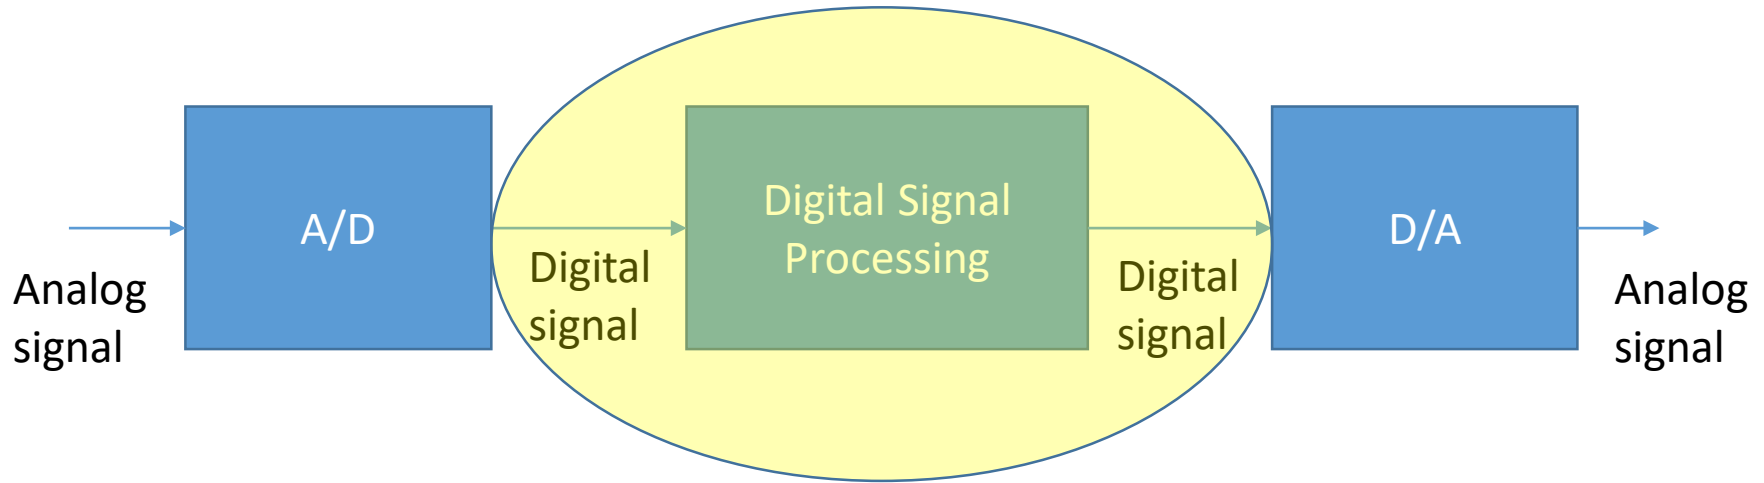 Analog
signal
A/D
Digital
signal
Digital Signal
Processing
Digital
signal
D/A
Analog
signal